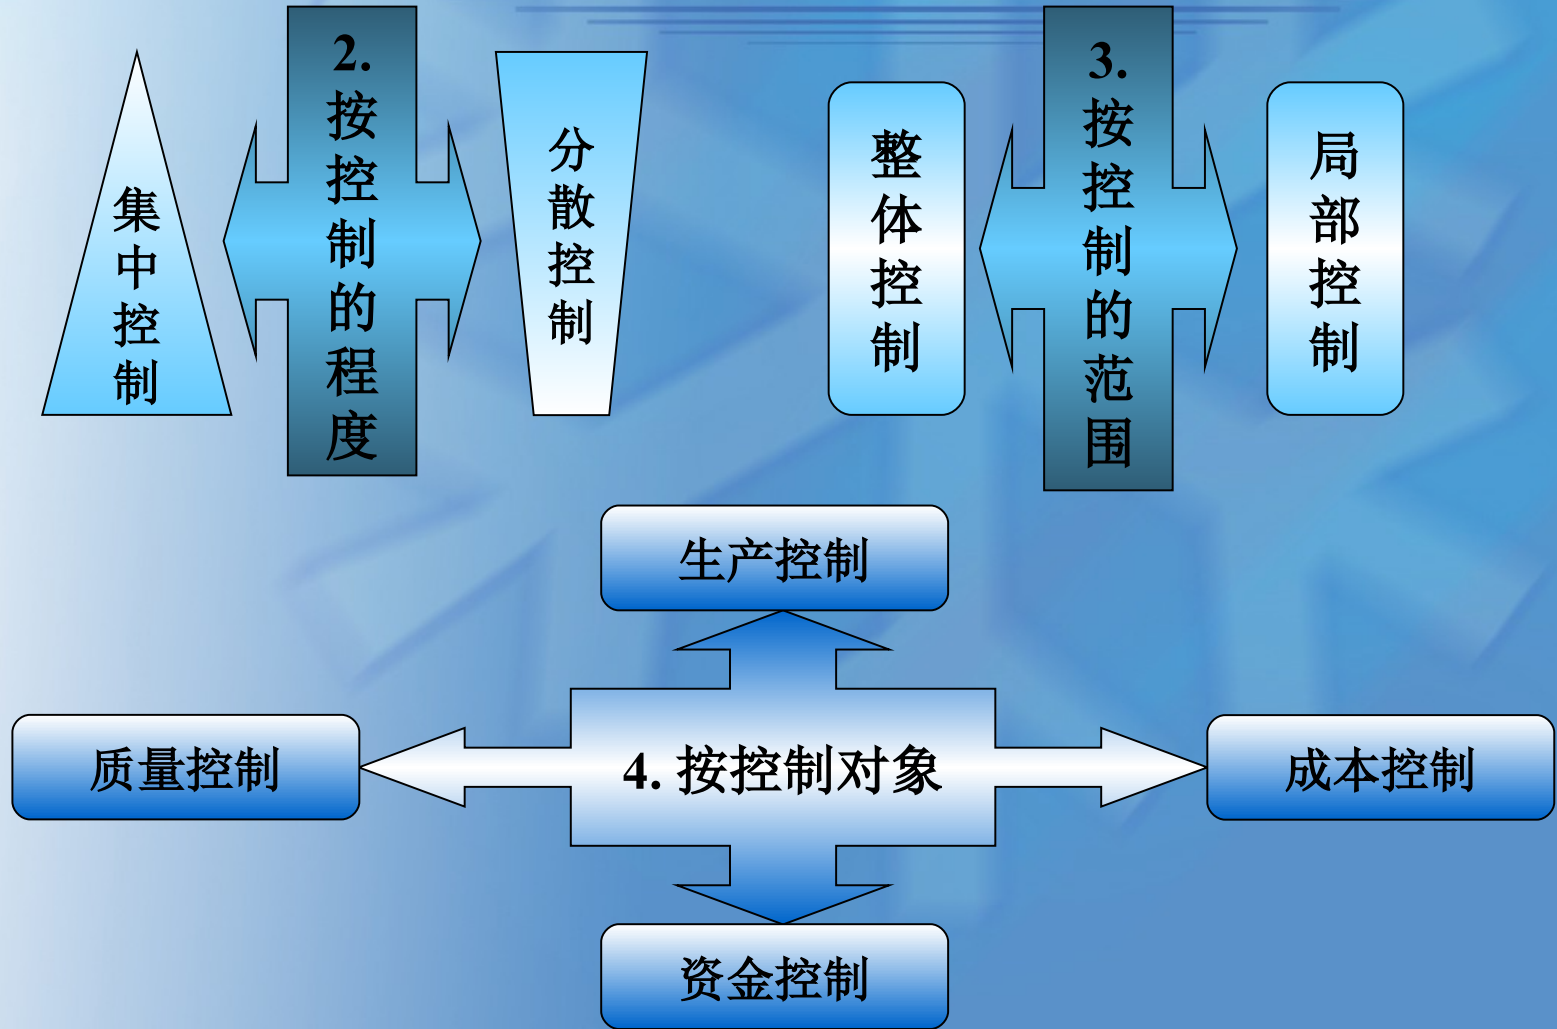 集中控制
2.按控制的程度
分散控制
整体控制
3.按控制的范围
局部控制
生产控制
质量控制
4. 按控制对象
成本控制
资金控制